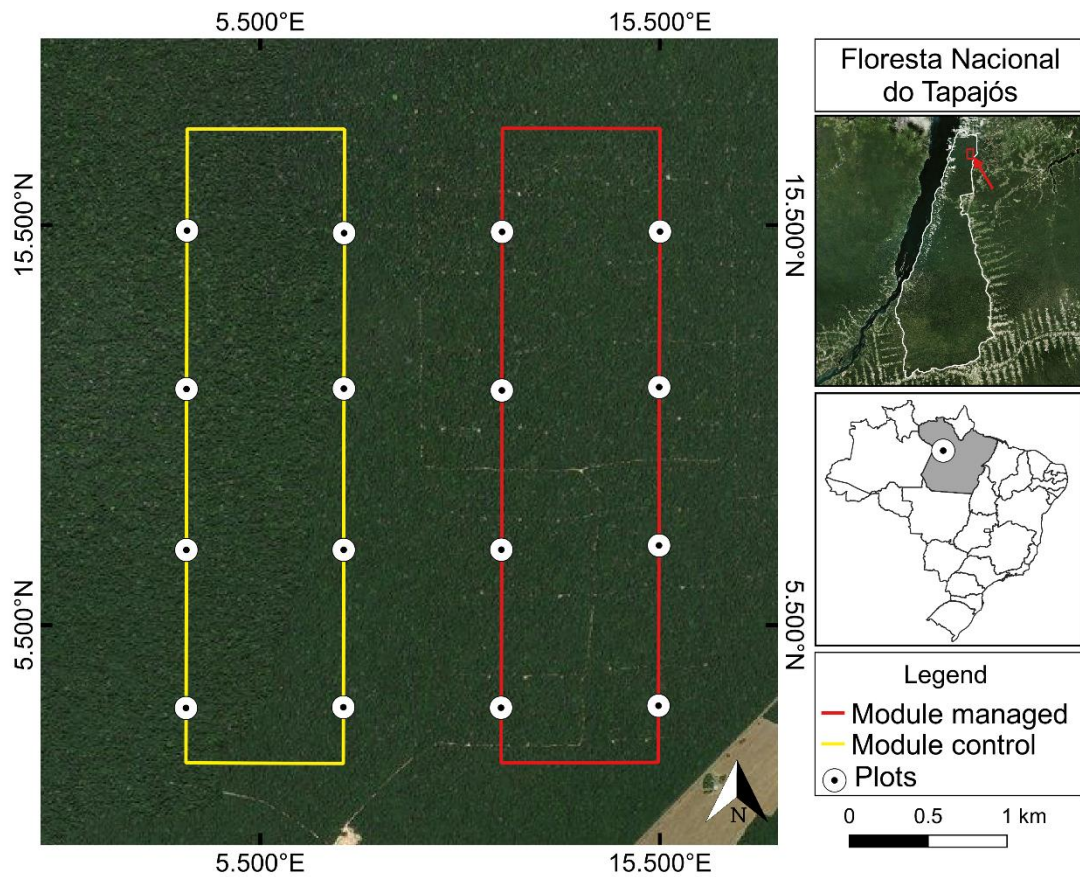 5.500°E
15.500°E
15.500°N
5.500°N
15.500°N
5.500°N
5.500°E
15.500°E
N
Floresta Nacional
do Tapajós
Legend
Module managed
Module control
Plots
0 0.5 1 km